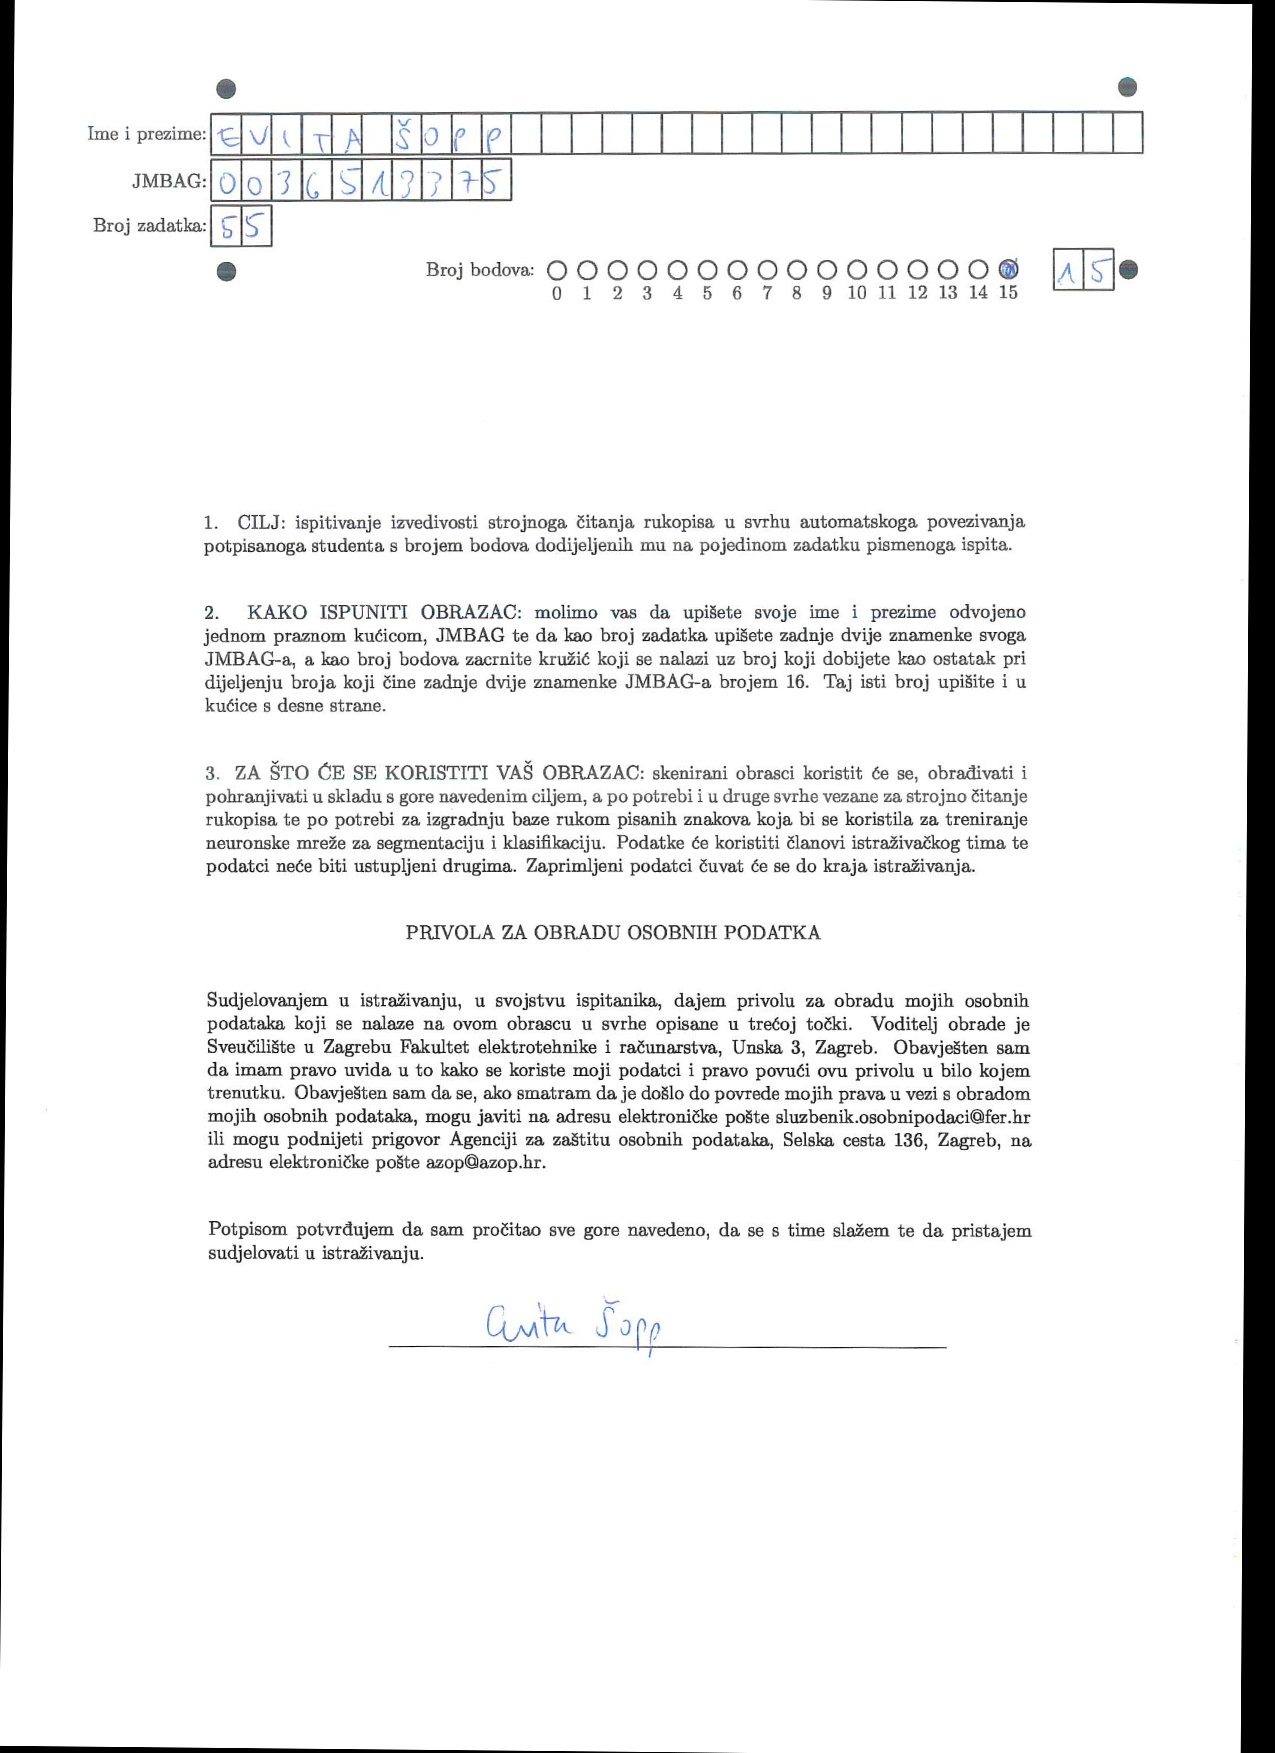 Ime i prezime: EVITA ŠOPP
JMBAG: 0036513375
Broj zadatka: 55
Broj bodova: 0 1 2 3 4 5 6 7 8 9 10 11 12 13 14 15 15
1. CILJ: ispitivanje izvedivosti strojnoga čitanja rukopisa u svrhu automatskoga povezivanja
potpisanoga studenta s brojem bodova dodijeljenih mu na pojedinom zadatku pismenoga ispita.
2. KAKO ISPUNITI OBRAZAC: molimo vas da upišete svoje ime i prezime odvojeno
jednom praznom kućicom, JMBAG te da kao broj zadatka upišete zadnje dvije znamenke svoga
JMBAG-a, a kao broj bodova zacrnite kružić koji se nalazi uz broj koji dobijete kao ostatak pri
dijeljenju broja koji čine zadnje dvije znamenke JMBAG-a brojem 16. Taj isti broj upišite i u
kućice s desne strane.
3. ZA ŠTO ĆE SE KORISTITI VAŠ OBRAZAC: skenirani obrasci koristit će se, obrađivati i
pohranjivati u skladu s gore navedenim ciljem, a po potrebi i u druge svrhe vezane za strojno čitanje
rukopisa te po potrebi za izgradnju baze rukom pisanih znakova koja bi se koristila za treniranje
neuronske mreže za segmentaciju i klasifikaciju. Podatke će koristiti članovi istraživačkog tima te
podatci neće biti ustupljeni drugima. Zaprimljeni podatci čuvat će se do kraja istraživanja.
PRIVOLA ZA OBRADU OSOBNIH PODATKA
Sudjelovanjem u istraživanju, u svojstvu ispitanika, dajem privolu za obradu mojih osobnih
podataka koji se nalaze na ovom obrascu u svrhe opisane u trećoj točki. Voditelj obrade je
Sveučilište u Zagrebu Fakultet elektrotehnike i računarstva, Unska 3, Zagreb. Obavješten sam
da imam pravo uvida u to kako se koriste moji podatci i pravo povući ovu privolu u bilo kojem
trenutku. Obavješten sam da se, ako smatram da je došlo do povrede mojih prava u vezi s obradom
mojih osobnih podataka, mogu javiti na adresu elektroničke pošte sluzbenik.osobnipodaci@fer.hr
ili mogu podnijeti prigovor Agenciji za zaštitu osobnih podataka, Selska cesta 136, Zagreb, na
adresu elektroničke pošte azop@azop.hr.
Potpisom potvrđujem da sam pročitao sve gore navedeno, da se s time slažem te da pristajem
sudjelovati u istraživanju.
Evita Šopp